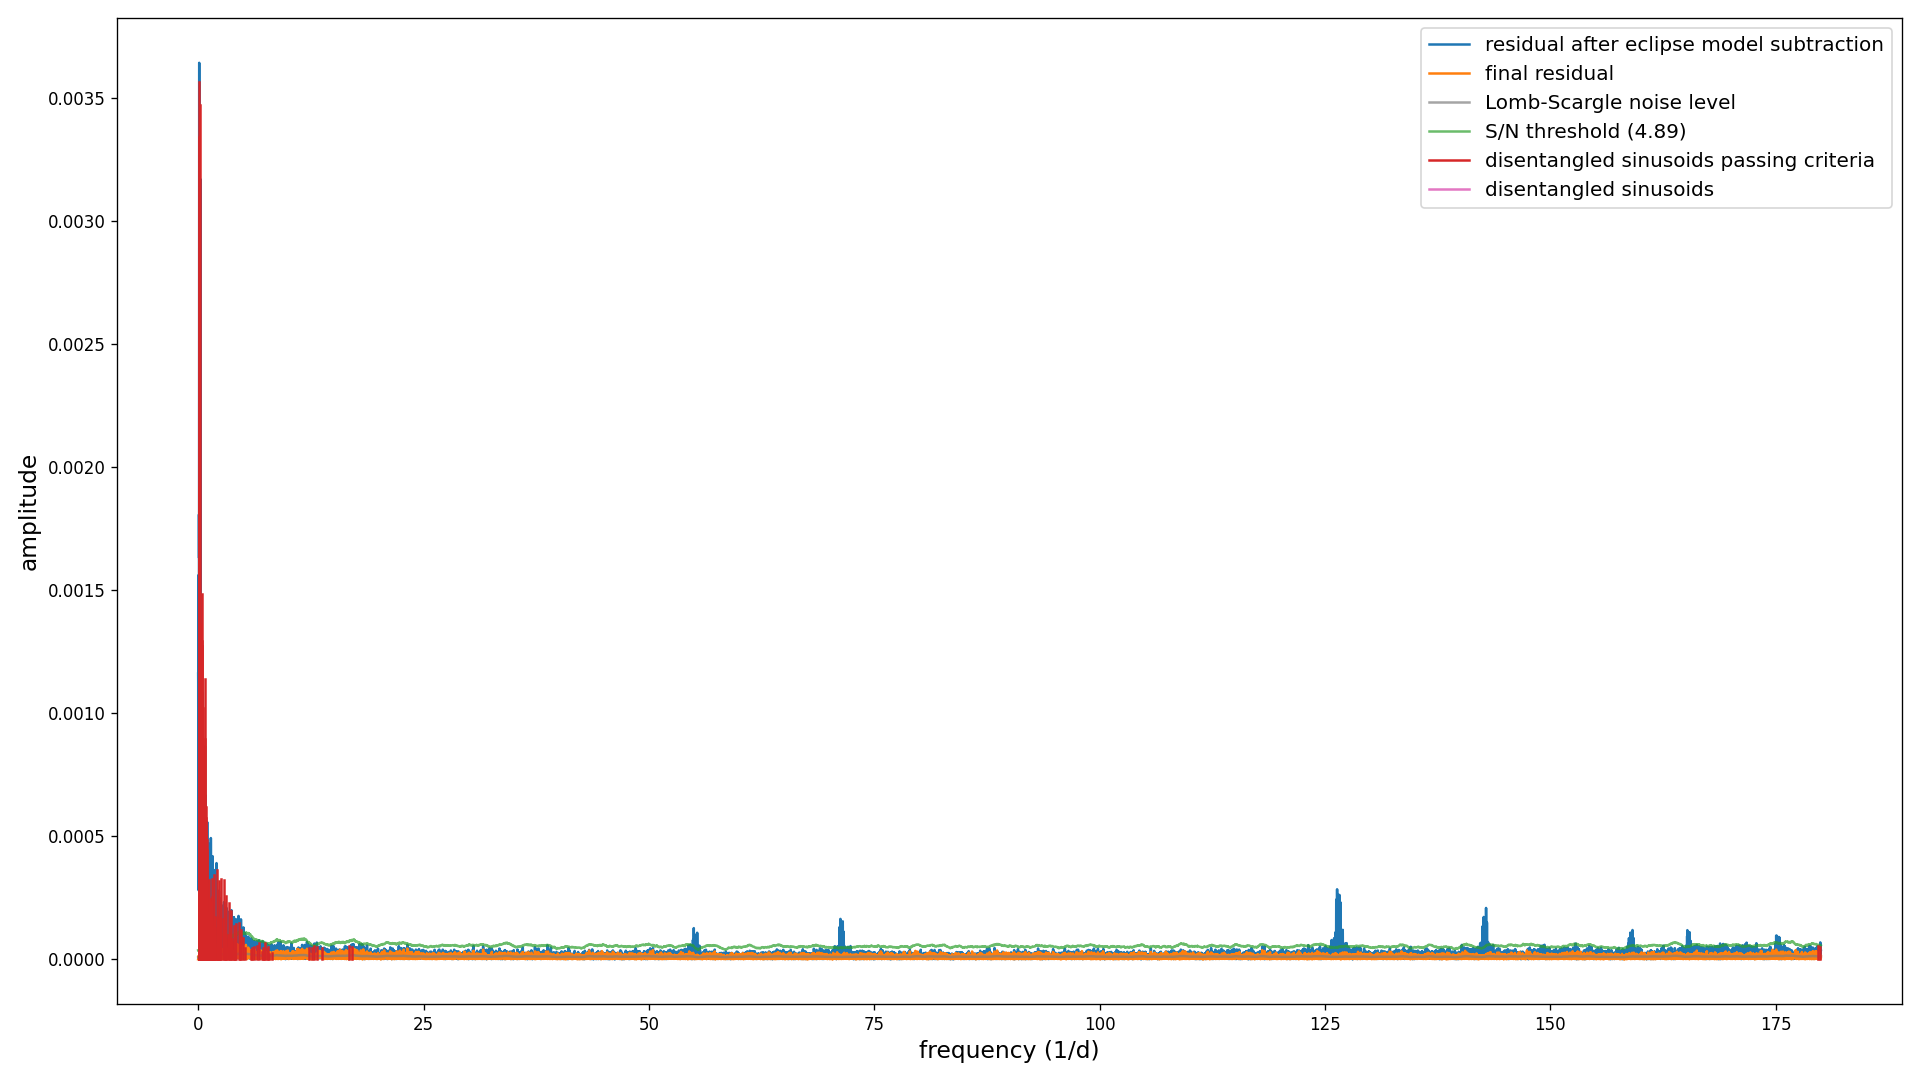 residual after eclipse model subtraction
final residual
Lomb-Scargle noise level
S/N threshold (4.89)
disentangled sinusoids passing criteria
disentangled sinusoids
0.0035
0.0030
0.0025
0.0020
0.0015
0.0010
0.0005
0.0000
amplitude
0 25 50 75 100 125 150 175
frequency (1/d)